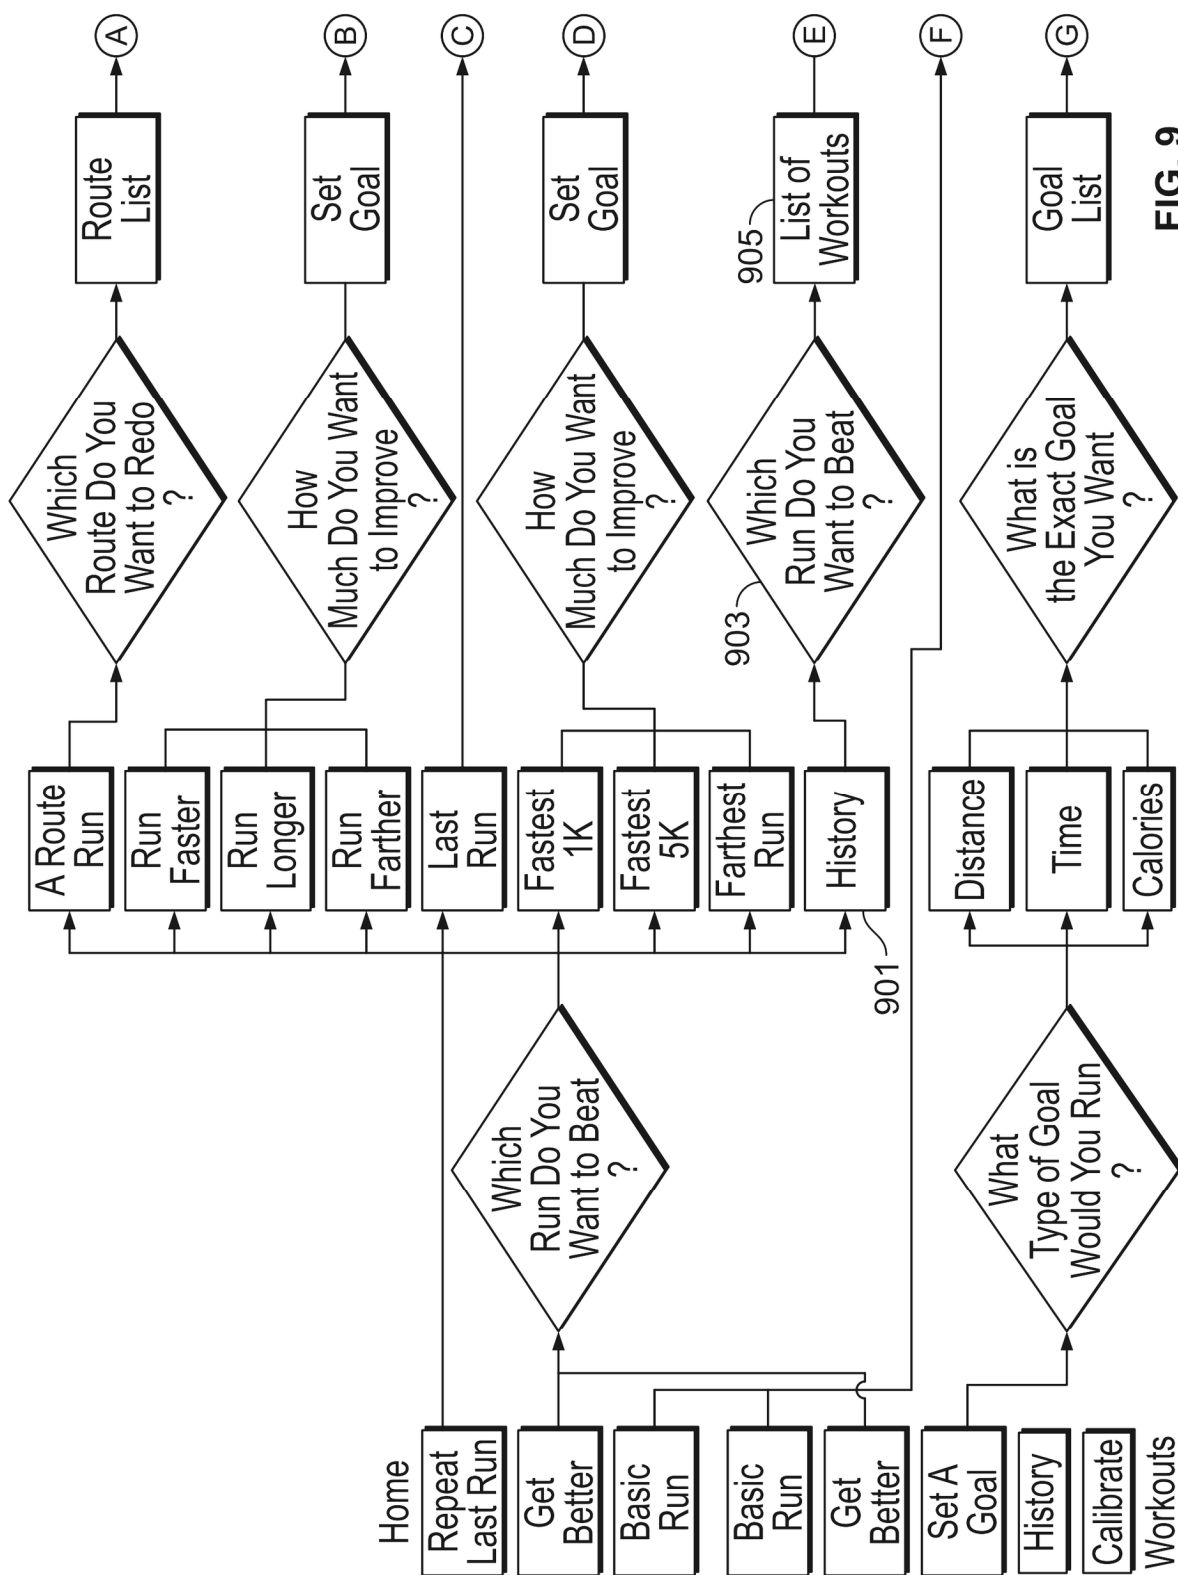 Home
Repeat
Last Run
Get
Better
Basic
Run
Basic
Run
Get
Better
Set A
Goal
History
Calibrate
Workouts
Which
Run Do You
Want to Beat
?
What
Type of Goal
Would You Run
?
A Route
Run
Run
Faster
Run
Longer
Run
Farther
Last
Run
Fastest
1K
Fastest
5K
Farthest
Run
History
901
Distance
Time
Calories
Which
Route Do You
Want to Redo
?
How
Much Do You Want
to Improve
?
How
Much Do You Want
to Improve
?
903
Which
Run Do You
Want to Beat
?
What is
the Exact Goal
You Want
?
Route
List
Set
Goal
Set
Goal
905
List of
Workouts
Goal
List
A
B
C
D
E
F
G
FIG. 9